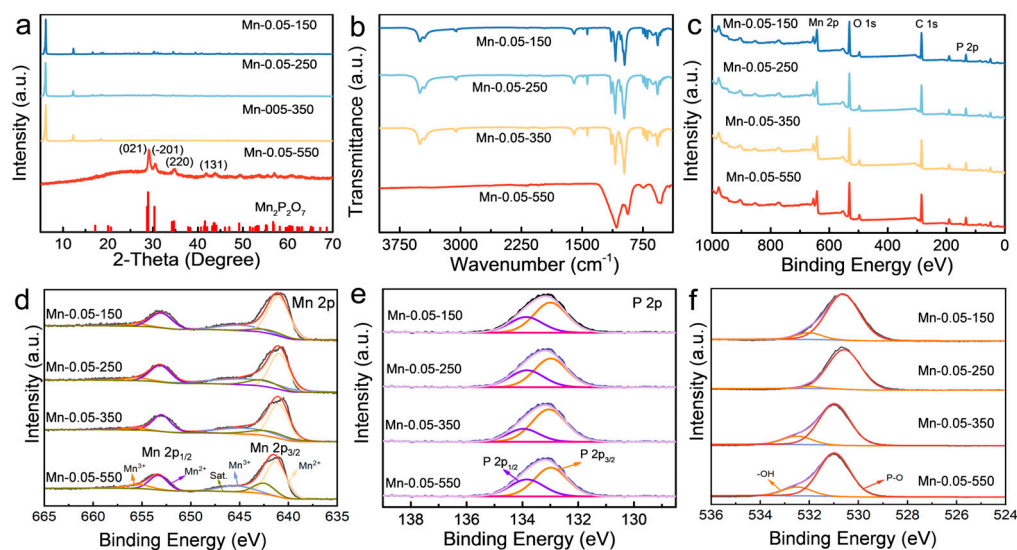 a
Intensity (a.u.)
Mn-0.05-150
Mn-0.05-250
Mn-005-350
Mn-0.05-550
(021)
(-201)
(220)
(131)
Mn₂P₂O₇
10 20 30 40 50 60 70
2-Theta (Degree)
b
Transmittance (a.u.)
Mn-0.05-150
Mn-0.05-250
Mn-0.05-350
Mn-0.05-550
3750 3000 2250 1500 750
Wavenumber (cm⁻¹)
c
Intensity (a.u.)
Mn-0.05-150
Mn 2p
O 1s
C 1s
P 2p
Mn-0.05-250
Mn-0.05-350
Mn-0.05-550
1000 800 600 400 200 0
Binding Energy (eV)
d
Mn 2p
Intensity (a.u.)
Mn-0.05-150
Mn-0.05-250
Mn-0.05-350
Mn 2p₁/₂
Mn 2p₃/₂
Mn-0.05-550
Mn³⁺
Mn²⁺
Sat.
Mn³⁺
Mn²⁺
665 660 655 650 645 640 635
Binding Energy (eV)
e
P 2p
Intensity (a.u.)
Mn-0.05-150
Mn-0.05-250
Mn-0.05-350
P 2p₁/₂
P 2p₃/₂
Mn-0.05-550
138 136 134 132 130
Binding Energy (eV)
f
Intensity (a.u.)
Mn-0.05-150
Mn-0.05-250
Mn-0.05-350
-OH
P-O
Mn-0.05-550
536 534 532 530 528 526 524
Binding Energy (eV)